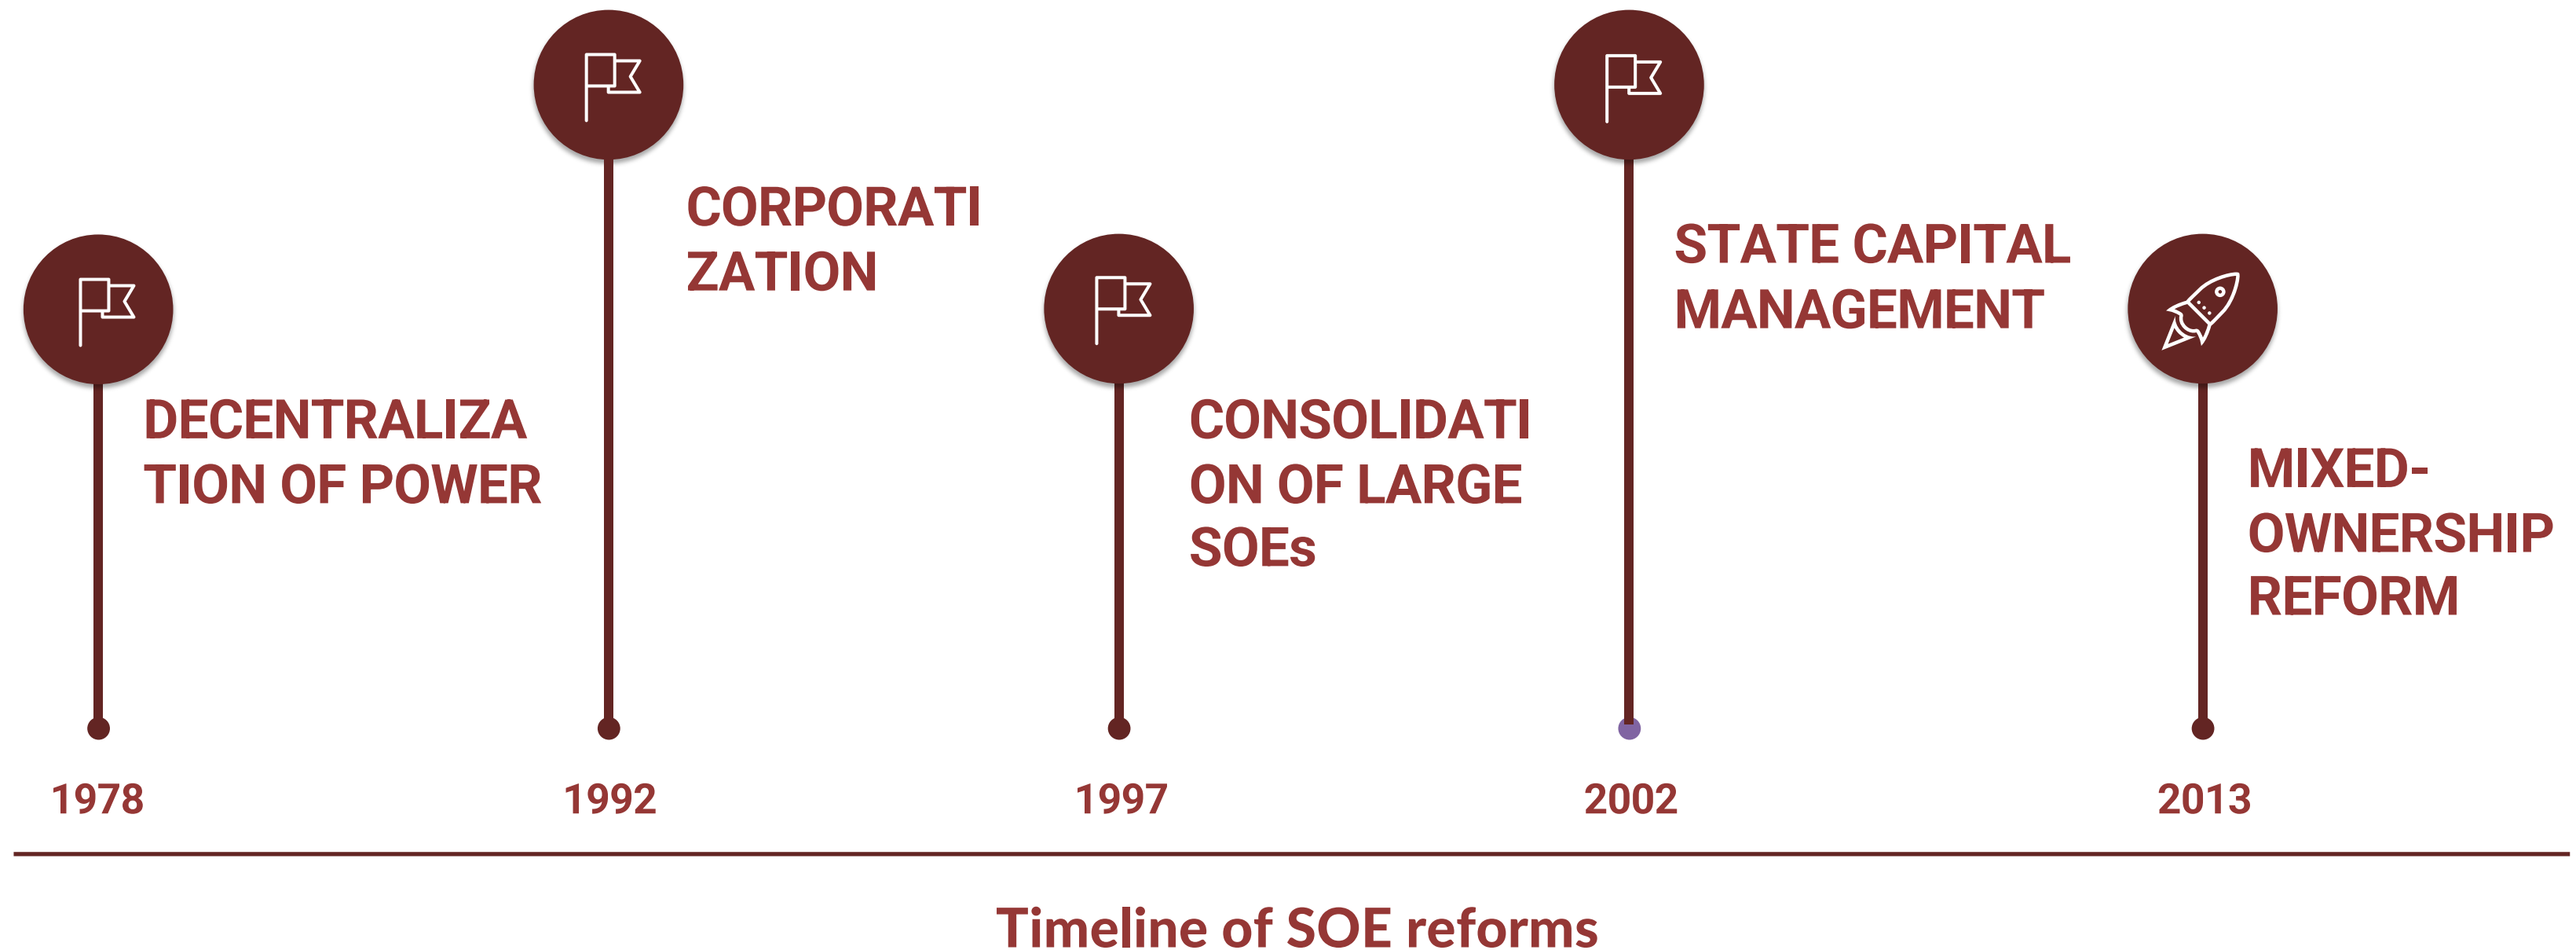 CORPORATI
ZATION
STATE CAPITAL
MANAGEMENT
DECENTRALIZA
TION OF POWER
CONSOLIDATI
ON OF LARGE
SOEs
MIXED-
OWNERSHIP
REFORM
1978
1992
1997
2002
2013
Timeline of SOE reforms